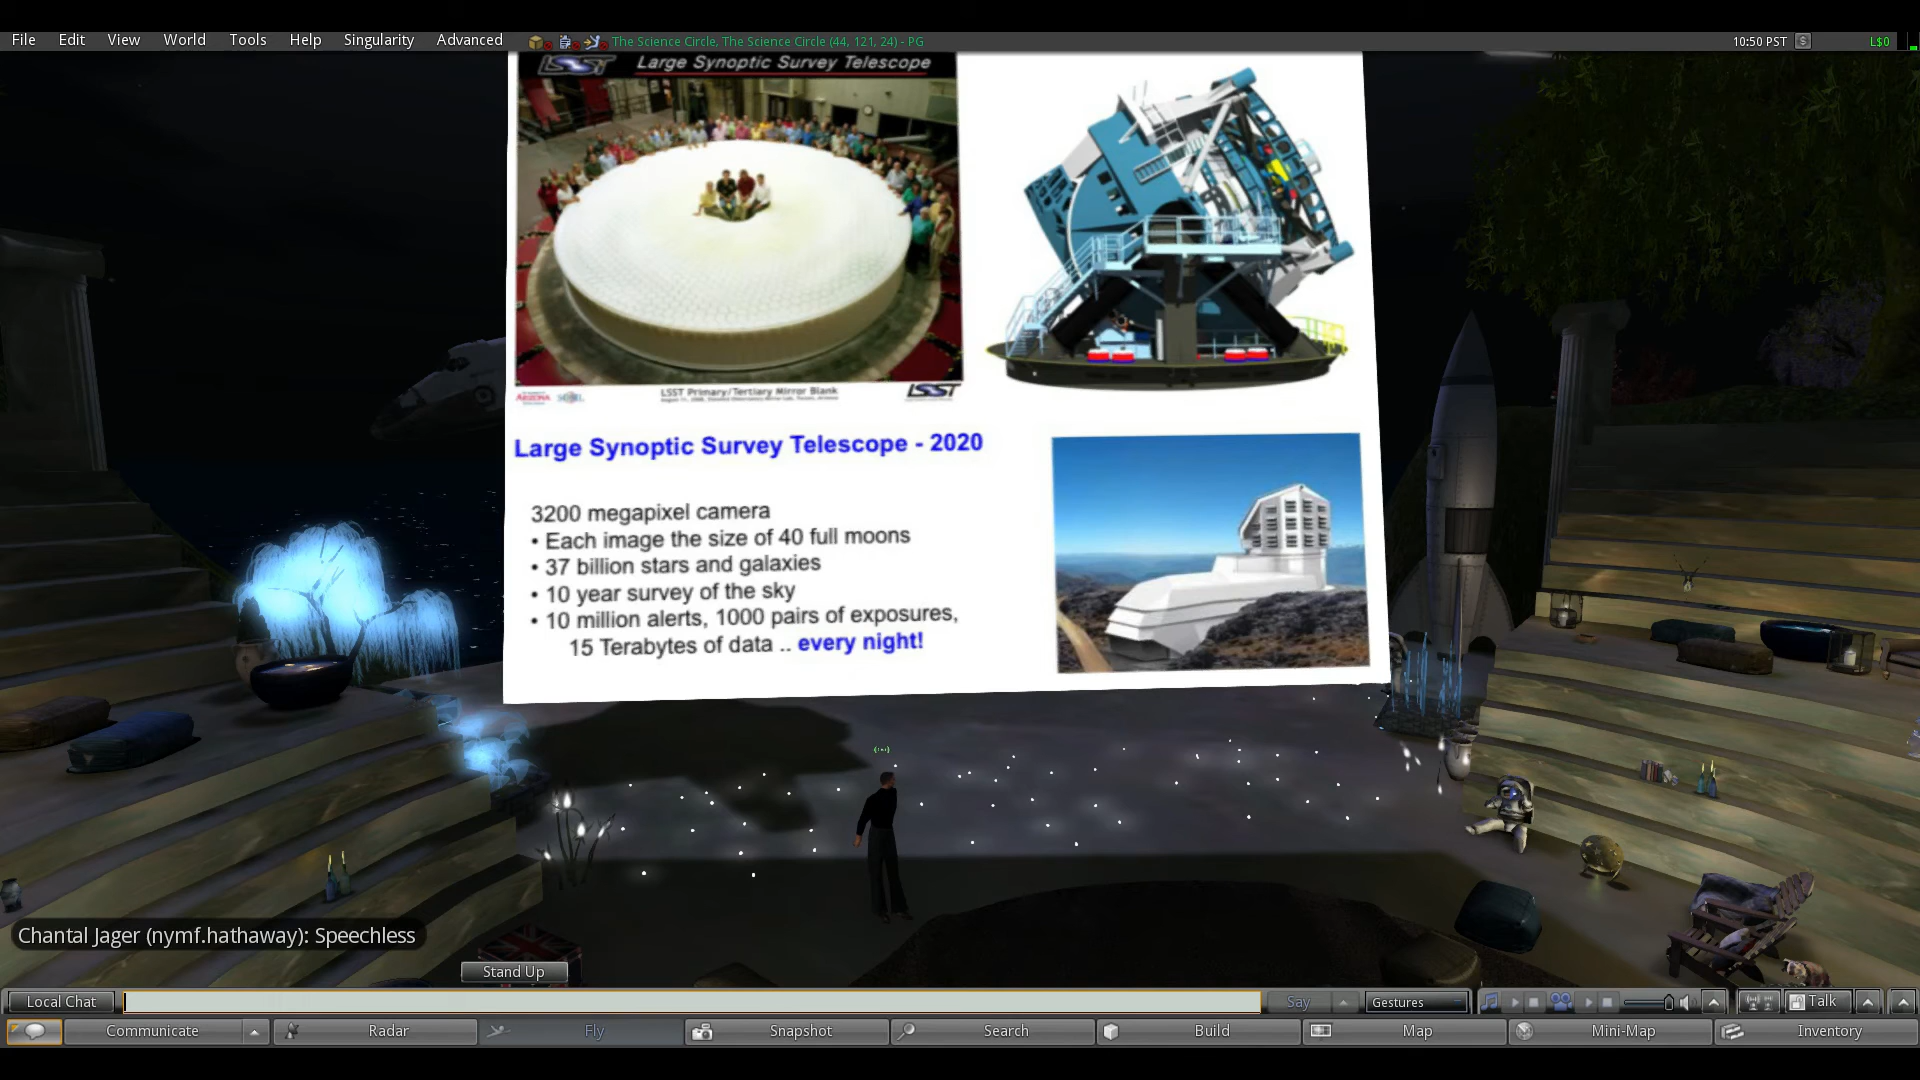 File Edit View World Tools Help Singularity Advanced The Science Circle, The Science Circle (44, 121, 24) - PG 10:50 PST S L$0
LSST Large Synoptic Survey Telescope
ARIZONA LSST Primary/Tertiary Mirror Blank LSST
Large Synoptic Survey Telescope - 2020
3200 megapixel camera
• Each image the size of 40 full moons
• 37 billion stars and galaxies
• 10 year survey of the sky
• 10 million alerts, 1000 pairs of exposures,
15 Terabytes of data .. every night!
Chantal Jager (nymf.hathaway): Speechless
Stand Up
Local Chat Say Gestures Talk
Communicate Radar Fly Snapshot Search Build Map Mini-Map Inventory